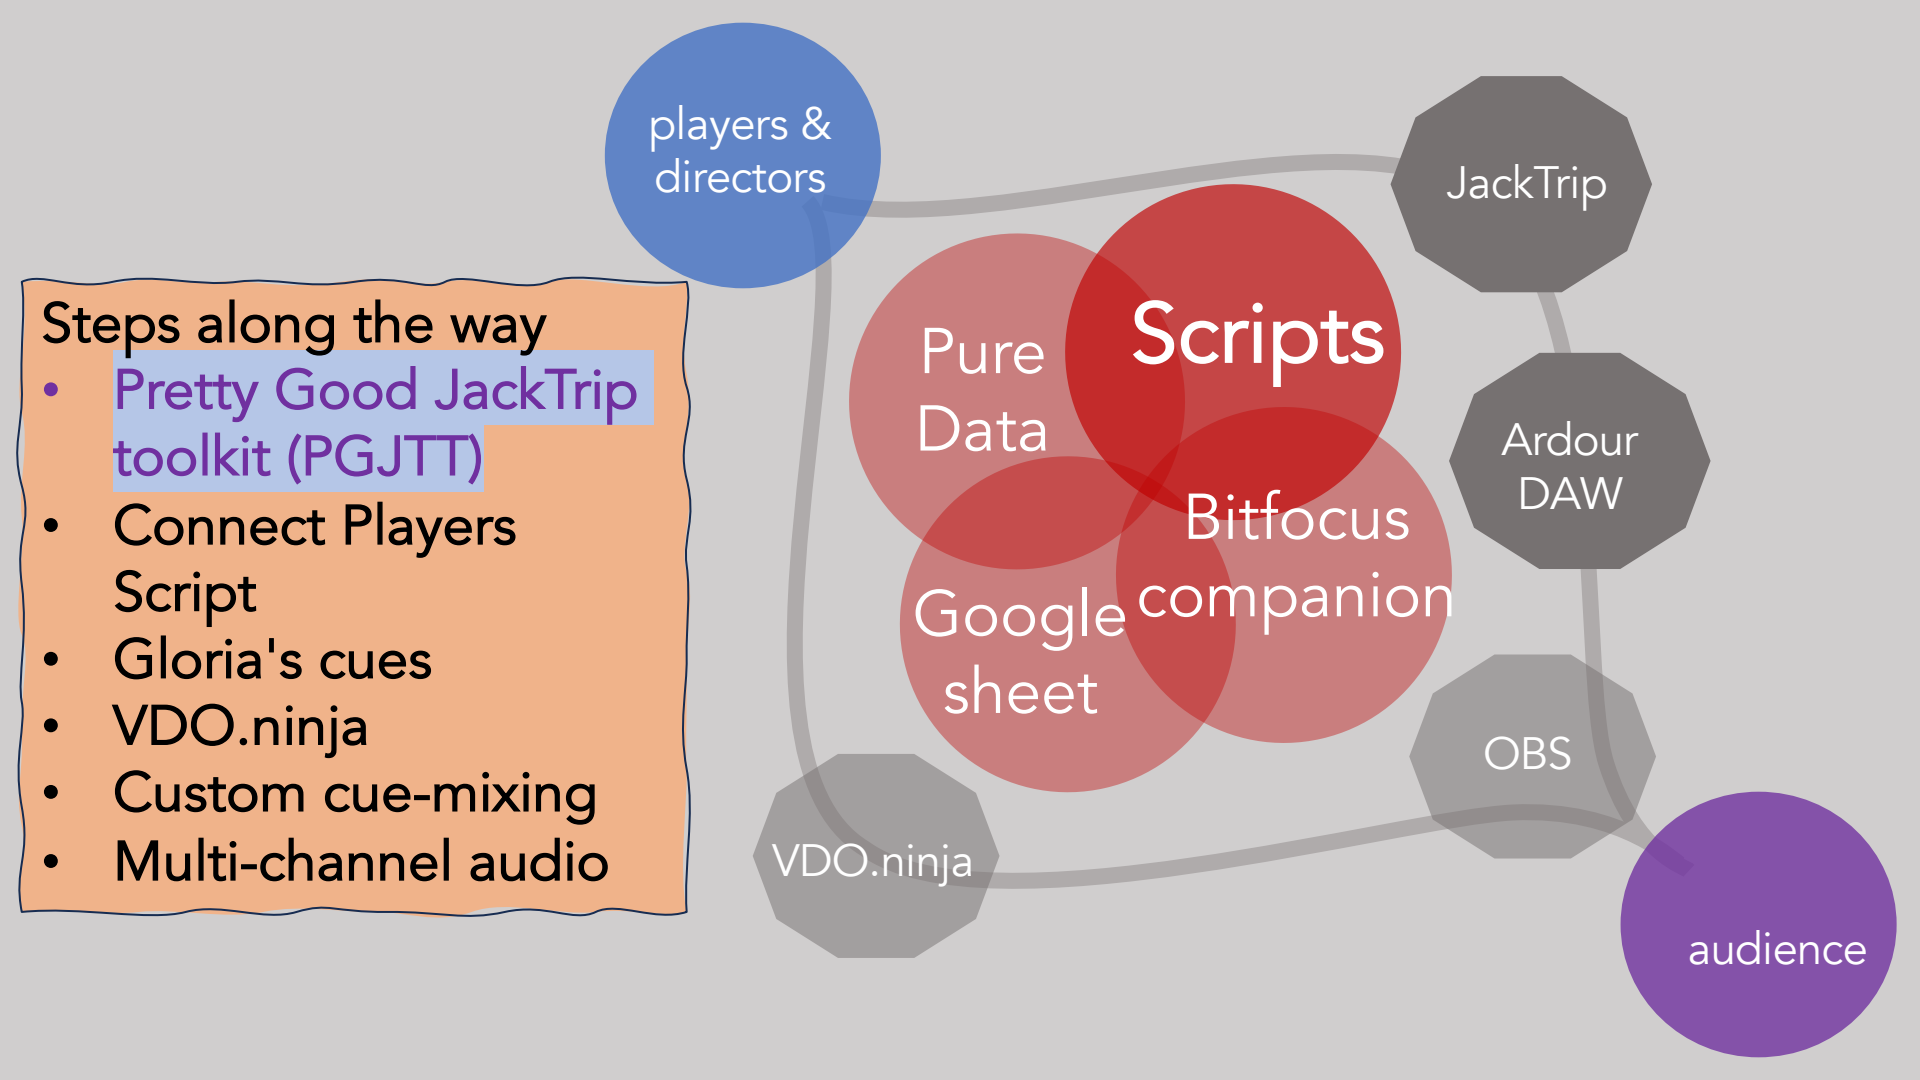 players &
directors
JackTrip
Steps along the way
• Pretty Good JackTrip
toolkit (PGJTT)
• Connect Players
Script
• Gloria's cues
• VDO.ninja
• Custom cue-mixing
• Multi-channel audio
Pure
Data
Scripts
Bitfocus
companion
Google
sheet
Ardour
DAW
OBS
VDO.ninja
audience